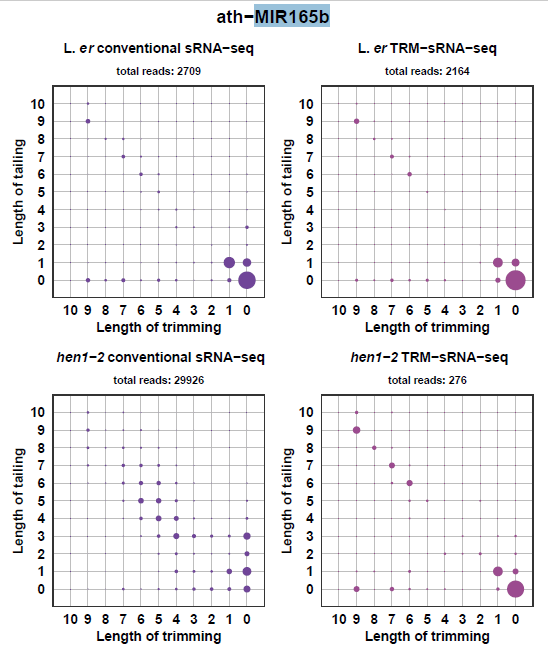 ath−MIR165b
L. er conventional sRNA−seq
total reads: 2709
Length of tailing
10
9
8
7
6
5
4
3
2
1
0
10 9 8 7 6 5 4 3 2 1 0
Length of trimming
L. er TRM−sRNA−seq
total reads: 2164
Length of tailing
10
9
8
7
6
5
4
3
2
1
0
10 9 8 7 6 5 4 3 2 1 0
Length of trimming
hen1−2 conventional sRNA−seq
total reads: 29926
Length of tailing
10
9
8
7
6
5
4
3
2
1
0
10 9 8 7 6 5 4 3 2 1 0
Length of trimming
hen1−2 TRM−sRNA−seq
total reads: 276
Length of tailing
10
9
8
7
6
5
4
3
2
1
0
10 9 8 7 6 5 4 3 2 1 0
Length of trimming